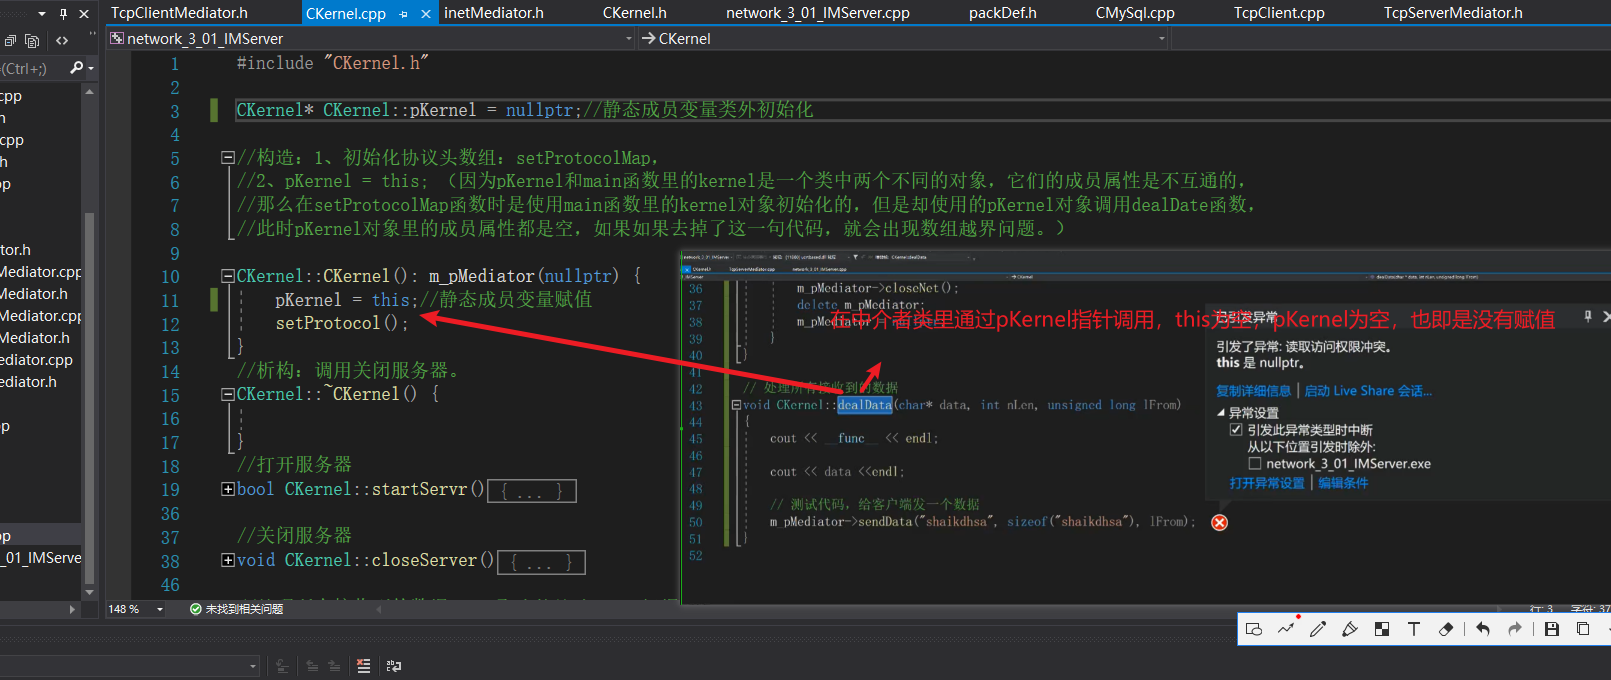 TcpClientMediator.h CKernel.cpp inetMediator.h CKernel.h network_3_01_IMServer.cpp packDef.h CMySql.cpp TcpClient.cpp TcpServerMediator.h
network_3_01_IMServer CKernel
(Ctrl+;)
1 #include "CKernel.h"
2
3 CKernel* CKernel::pKernel = nullptr;//静态成员变量类外初始化
4
5 //构造：1、初始化协议头数组：setProtocolMap，
6 //2、pKernel = this; （因为pKernel和main函数里的kernel是一个类中两个不同的对象，它们的成员属性是不互通的，
7 //那么在setProtocolMap函数时是使用main函数里的kernel对象初始化的，但是却使用的pKernel对象调用dealDate函数，
8 //此时pKernel对象里的成员属性都是空，如果如果去掉了这一句代码，就会出现数组越界问题。）
9
10 CKernel::CKernel(): m_pMediator(nullptr) {
11 pKernel = this;//静态成员变量赋值
12 setProtocol();
13 }
14 //析构：调用关闭服务器。
15 CKernel::~CKernel() {
16
17 }
18 //打开服务器
19 bool CKernel::startServr() { ... }
36
37 //关闭服务器
38 void CKernel::closeServer() { ... }
46
cpp
h
cpp
h
pp
tor.h
Mediator.cpp
Mediator.h
Mediator.cpp
Mediator.h
ediator.cpp
ediator.h
p
pp
_01_IMServe
36 m_pMediator->closeNet();
37 delete m_pMediator;
38 m_pMediator
39 }
40 }
41
42 // 处理所有接收到的数据
43 void CKernel::dealData(char* data, int nLen, unsigned long lFrom)
44 {
45 cout << __func__ << endl;
46
47 cout << data <<endl;
48
49 // 测试代码，给客户端发一个数据
50 m_pMediator->sendData("shaikdhsa", sizeof("shaikdhsa"), lFrom);
51 }
52
在中介者类里通过pKernel指针调用，this为空，pKernel为空，也即是没有赋值
已引发异常
引发了异常: 读取访问权限冲突。
this 是 nullptr。
复制详细信息 | 启动 Live Share 会话...
异常设置
引发此异常类型时中断
从以下位置引发时除外:
network_3_01_IMServer.exe
打开异常设置 | 编辑条件
148 % 未找到相关问题 行: 3 字符: 37